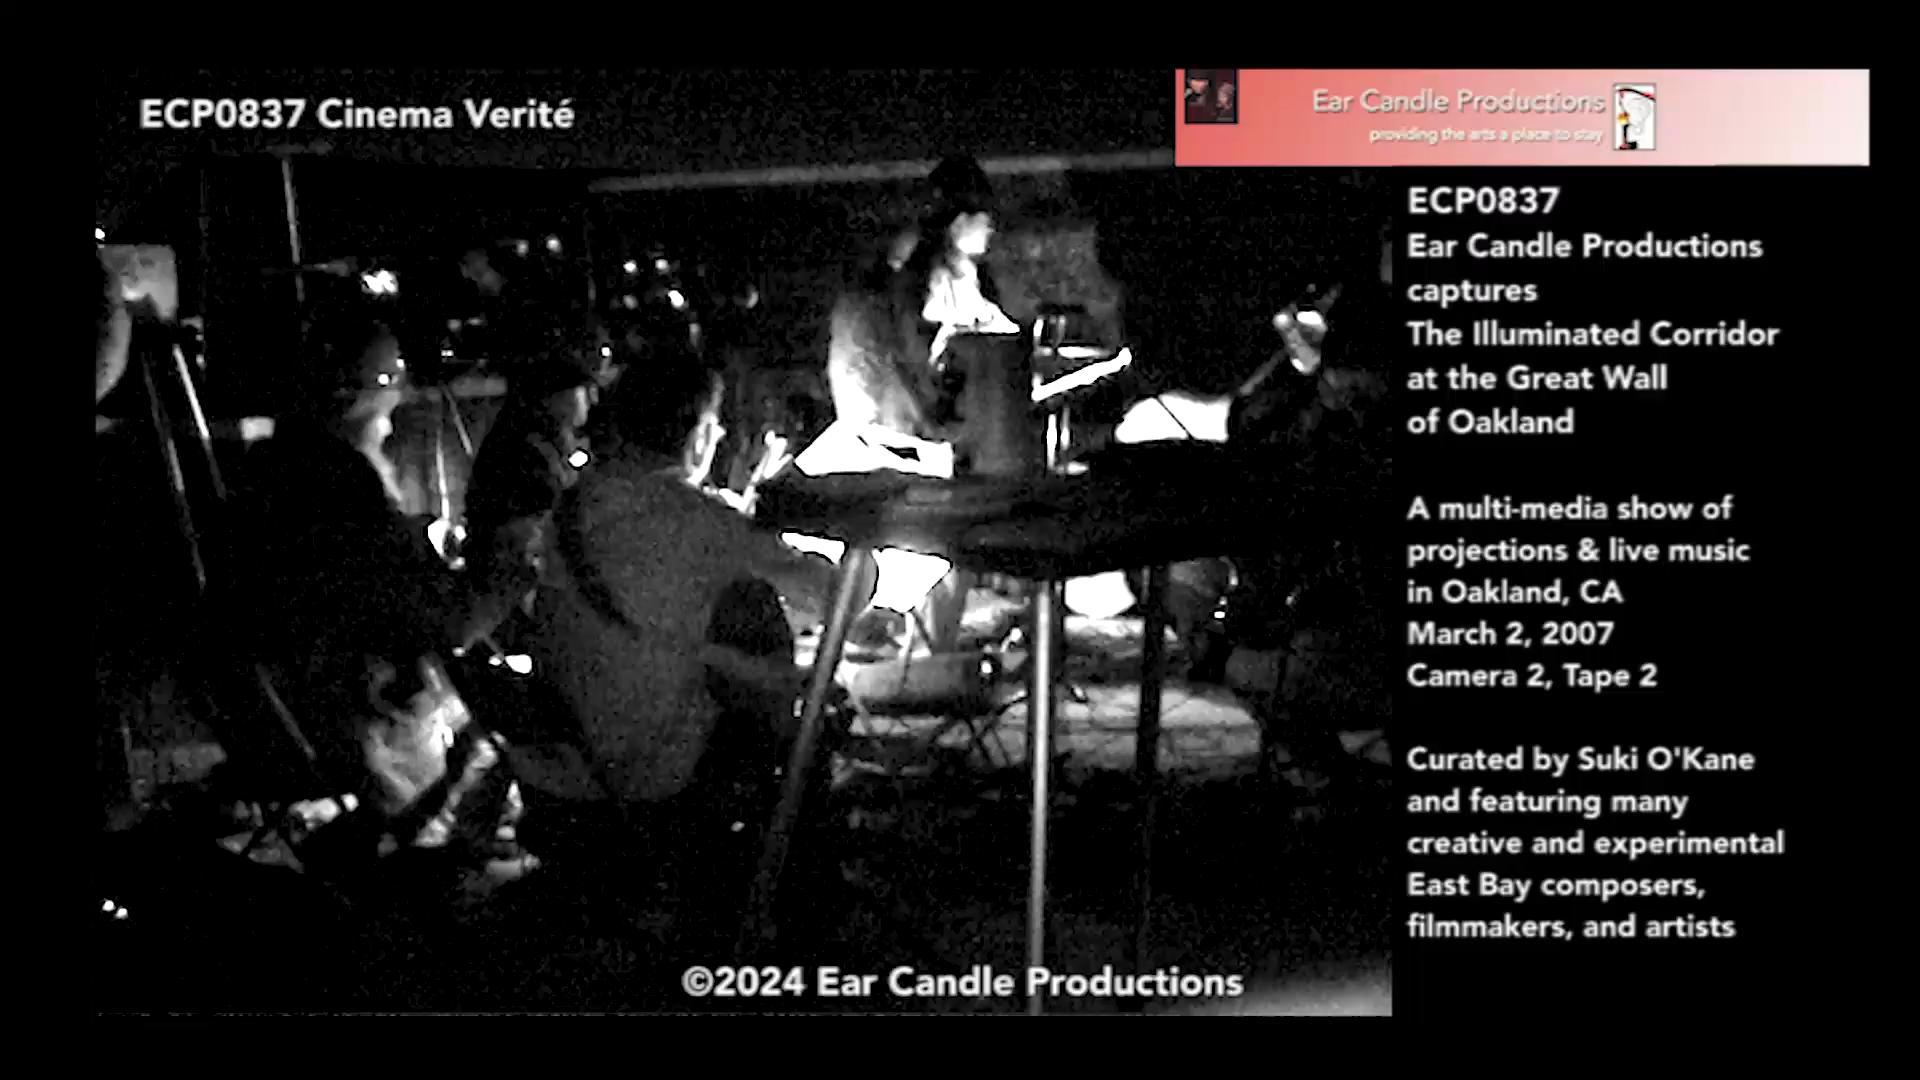 ECP0837 Cinema Verité
Ear Candle Productions
providing the arts a place to stay
ECP0837
Ear Candle Productions
captures
The Illuminated Corridor
at the Great Wall
of Oakland
A multi-media show of
projections & live music
in Oakland, CA
March 2, 2007
Camera 2, Tape 2
Curated by Suki O'Kane
and featuring many
creative and experimental
East Bay composers,
filmmakers, and artists
©2024 Ear Candle Productions